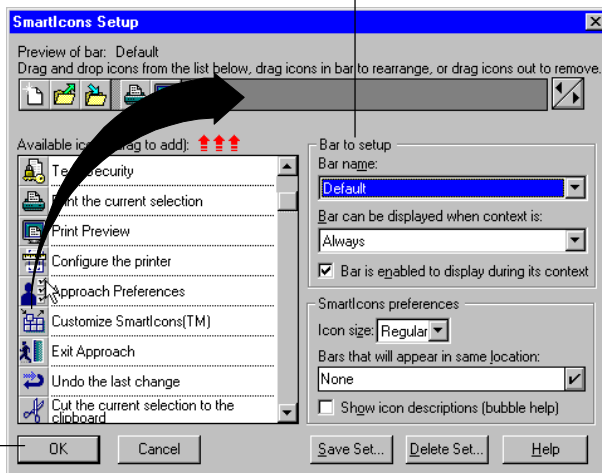 SmartIcons Setup
Preview of bar: Default
Drag and drop icons from the list below, drag icons in bar to rearrange, or drag icons out to remove.
Available ico drag to add):
Te Security
nt the current selection
Print Preview
Configure the printer
Approach Preferences
Customize SmartIcons(TM)
Exit Approach
Undo the last change
Cut the current selection to the
clipboard
Bar to setup
Bar name:
Default
Bar can be displayed when context is:
Always
Bar is enabled to display during its context
SmartIcons preferences
Icon size: Regular
Bars that will appear in same location:
None
Show icon descriptions (bubble help)
OK
Cancel
Save Set...
Delete Set...
Help